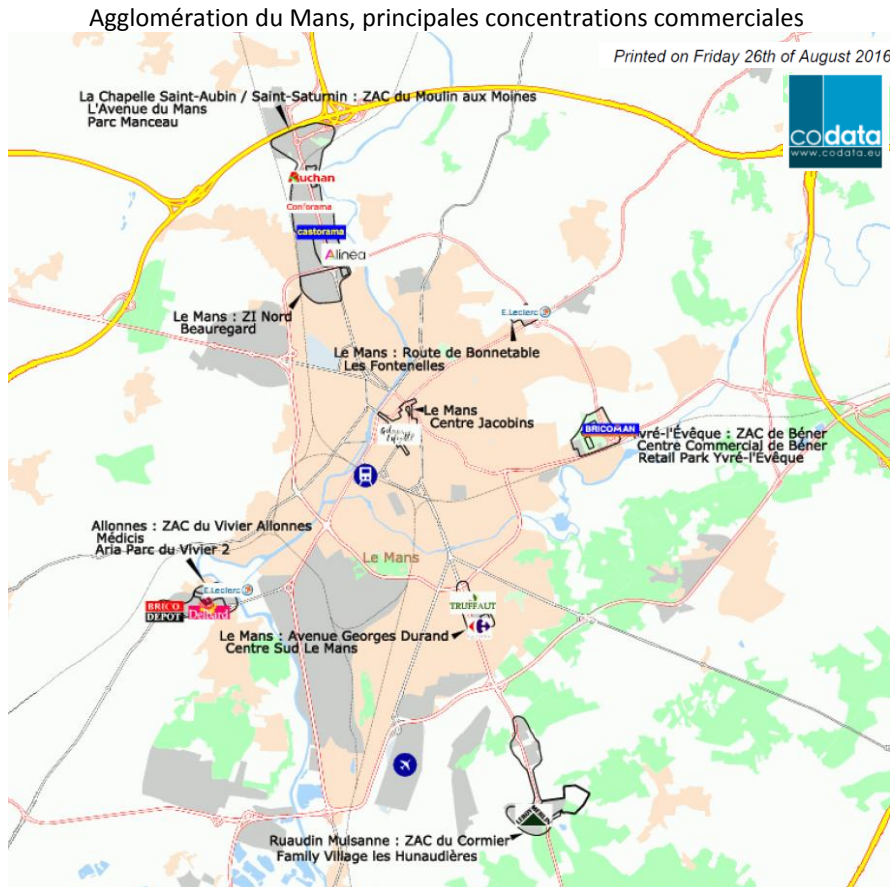 Agglomération du Mans, principales concentrations commerciales
Printed on Friday 26th of August 2016
codata
www.codata.eu
La Chapelle Saint-Aubin / Saint-Saturnin : ZAC du Moulin aux Moines
L'Avenue du Mans
Parc Manceau
Auchan
Conforama
castorama
Alinéa
Le Mans : ZI Nord
Beauregard
E.Leclerc
Le Mans : Route de Bonnetable
Les Fontenelles
Le Mans
Centre Jacobins
BRICOMAN
Yvré-l'Évêque : ZAC de Béner
Centre Commercial de Béner
Retail Park Yvré-l'Évêque
Allonnes : ZAC du Vivier Allonnes
Médicis
Aria Parc du Vivier 2
Le Mans
E.Leclerc
BRICO
DEPOT
Delbard
TRUFFAUT
Le Mans : Avenue Georges Durand
Centre Sud Le Mans
LEROY MERLIN
Ruaudin Mulsanne : ZAC du Cormier
Family Village les Hunaudières